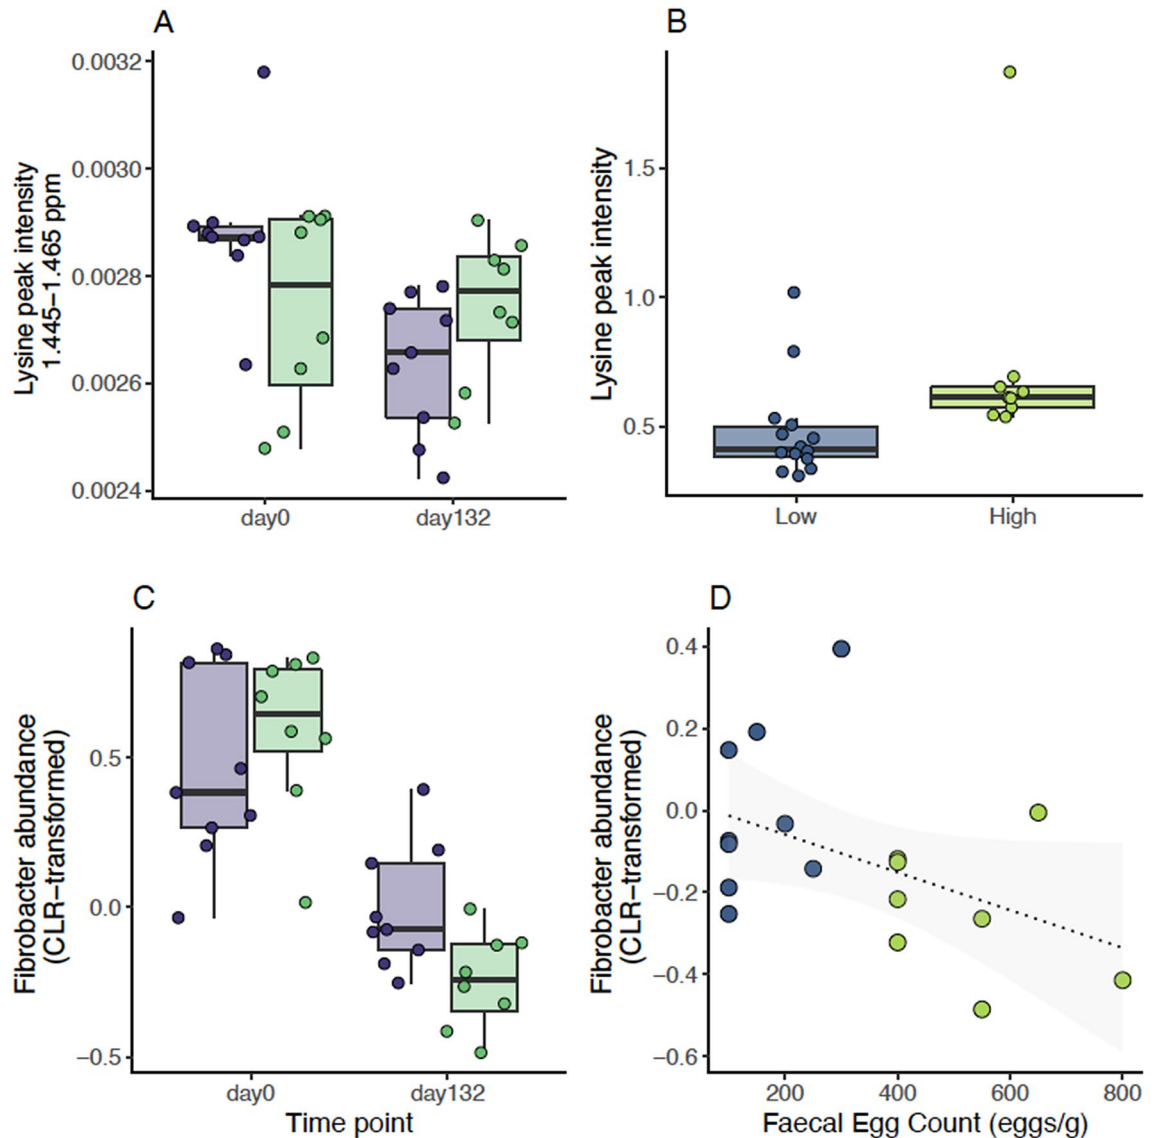 A
Lysine peak intensity
1.445–1.465 ppm
0.0032
0.0030
0.0028
0.0026
0.0024
day0
day132
B
Lysine peak intensity
1.5
1.0
0.5
Low
High
C
Fibrobacter abundance
(CLR−transformed)
0.5
0.0
−0.5
day0
day132
Time point
D
Fibrobacter abundance
(CLR−transformed)
0.4
0.2
0.0
−0.2
−0.4
−0.6
200
400
600
800
Faecal Egg Count (eggs/g)